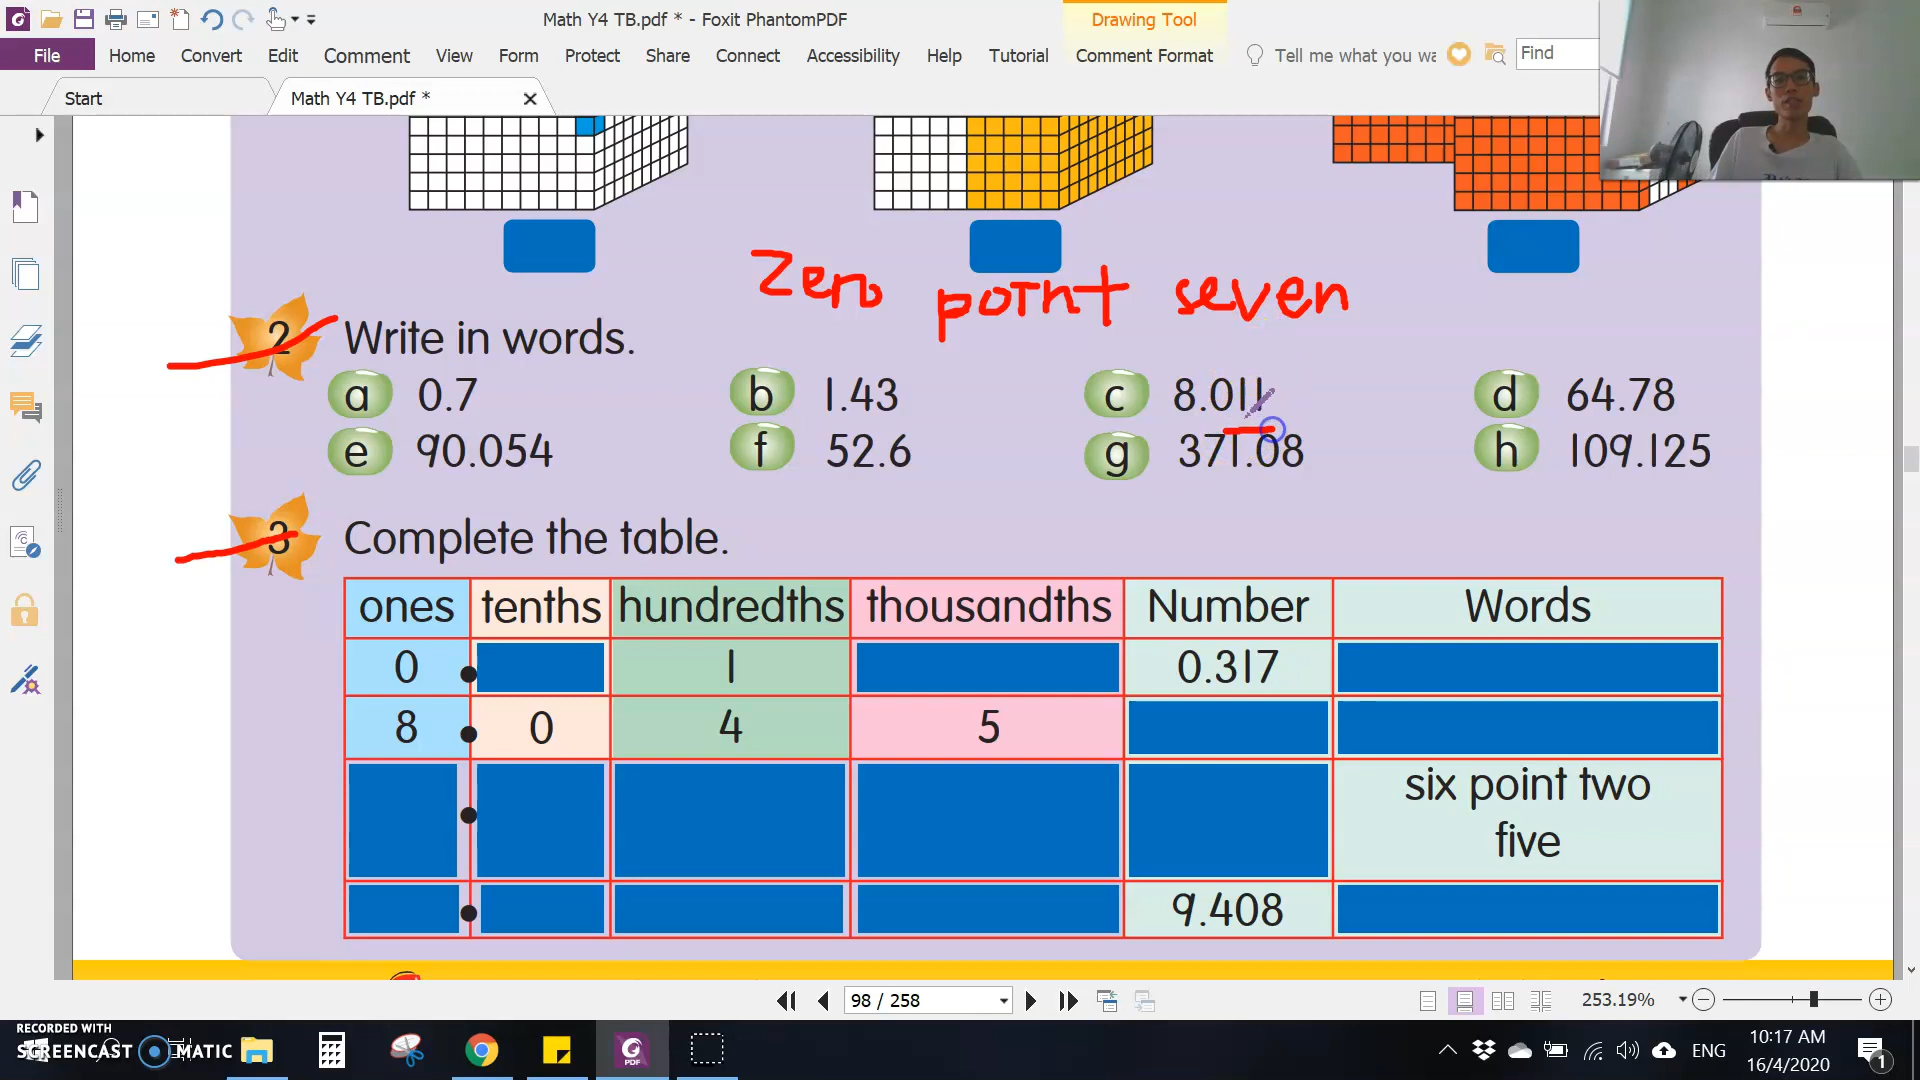 Math Y4 TB.pdf * - Foxit PhantomPDF
Drawing Tool
File Home Convert Edit Comment View Form Protect Share Connect Accessibility Help Tutorial Comment Format Tell me what you wa Find
Start
Math Y4 TB.pdf *
Zero point seven
2 Write in words.
a 0.7 b 1.43 c 8.011 d 64.78
e 90.054 f 52.6 g 371.08 h 109.125
3 Complete the table.
ones tenths hundredths thousandths Number Words
0 . 1 0.317
8 . 0 4 5
. six point two
five
. 9.408
98 / 258
253.19%
RECORDED WITH
SCREENCAST MATIC
PDF
ENG
10:17 AM
16/4/2020
1